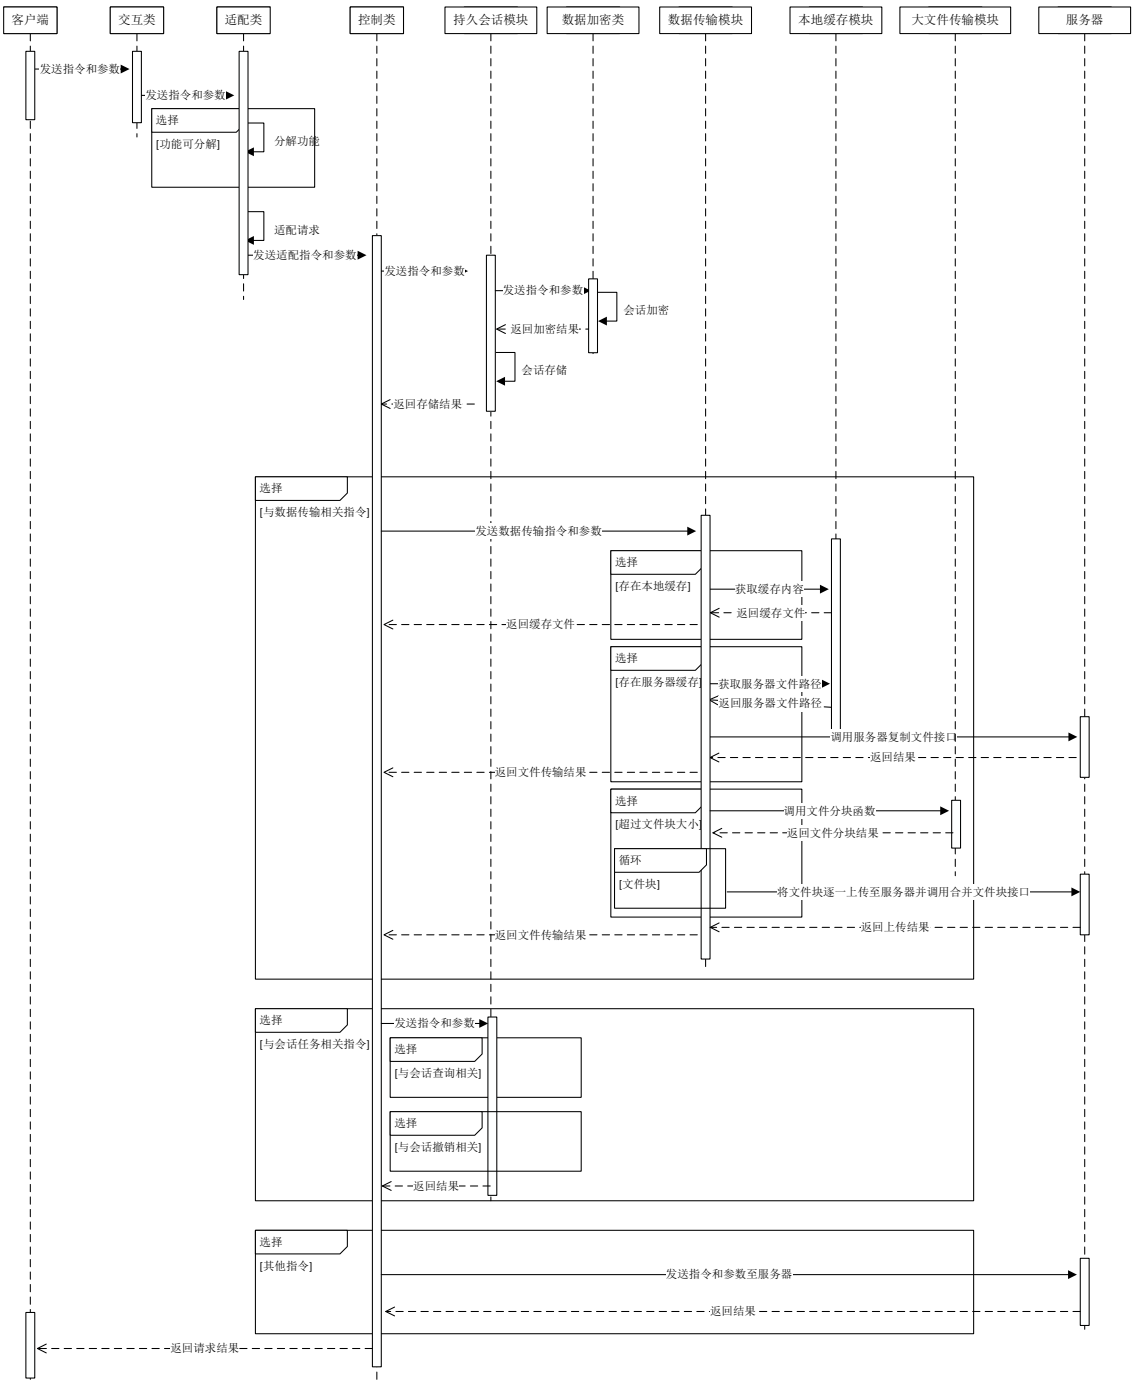 客户端
交互类
适配类
控制类
持久会话模块
数据加密类
数据传输模块
本地缓存模块
大文件传输模块
服务器
发送指令和参数
发送指令和参数
选择
[功能可分解]
分解功能
适配请求
发送适配指令和参数
发送指令和参数
发送指令和参数
会话加密
返回加密结果
会话存储
返回存储结果
选择
[与数据传输相关指令]
发送数据传输指令和参数
选择
[存在本地缓存]
获取缓存内容
返回缓存文件
返回缓存文件
选择
[存在服务器缓存]
获取服务器文件路径
返回服务器文件路径
调用服务器复制文件接口
返回结果
返回文件传输结果
选择
[超过文件块大小]
调用文件分块函数
返回文件分块结果
循环
[文件块]
将文件块逐一上传至服务器并调用合并文件块接口
返回上传结果
返回文件传输结果
选择
[与会话任务相关指令]
发送指令和参数
选择
[与会话查询相关]
选择
[与会话撤销相关]
返回结果
选择
[其他指令]
发送指令和参数至服务器
返回结果
返回请求结果